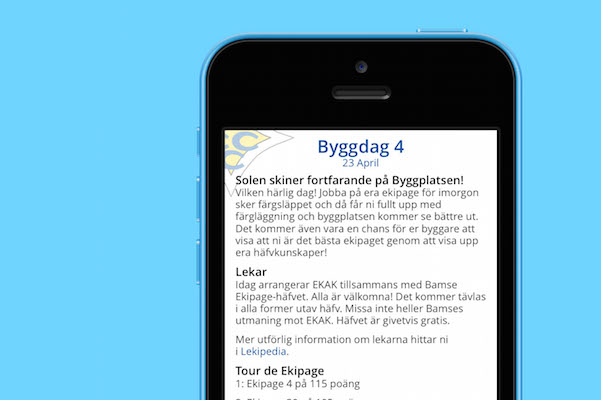 Byggdag 4
23 April
Solen skiner fortfarande på Byggplatsen!
Vilken härlig dag! Jobba på era ekipage för imorgon
sker färgsläppet och då får ni fullt upp med
färgläggning och byggplatsen kommer se bättre ut.
Det kommer även vara en chans för er byggare att
visa att ni är det bästa ekipaget genom att visa upp
era häfvkunskaper!
Lekar
Idag arrangerar EKAK tillsammans med Bamse
Ekipage-häfvet. Alla är välkomna! Det kommer tävlas
i alla former utav häfv. Missa inte heller Bamses
utmaning mot EKAK. Häfvet är givetvis gratis.
Mer utförlig information om lekarna hittar ni
i Lekipedia.
Tour de Ekipage
1: Ekipage 4 på 115 poäng